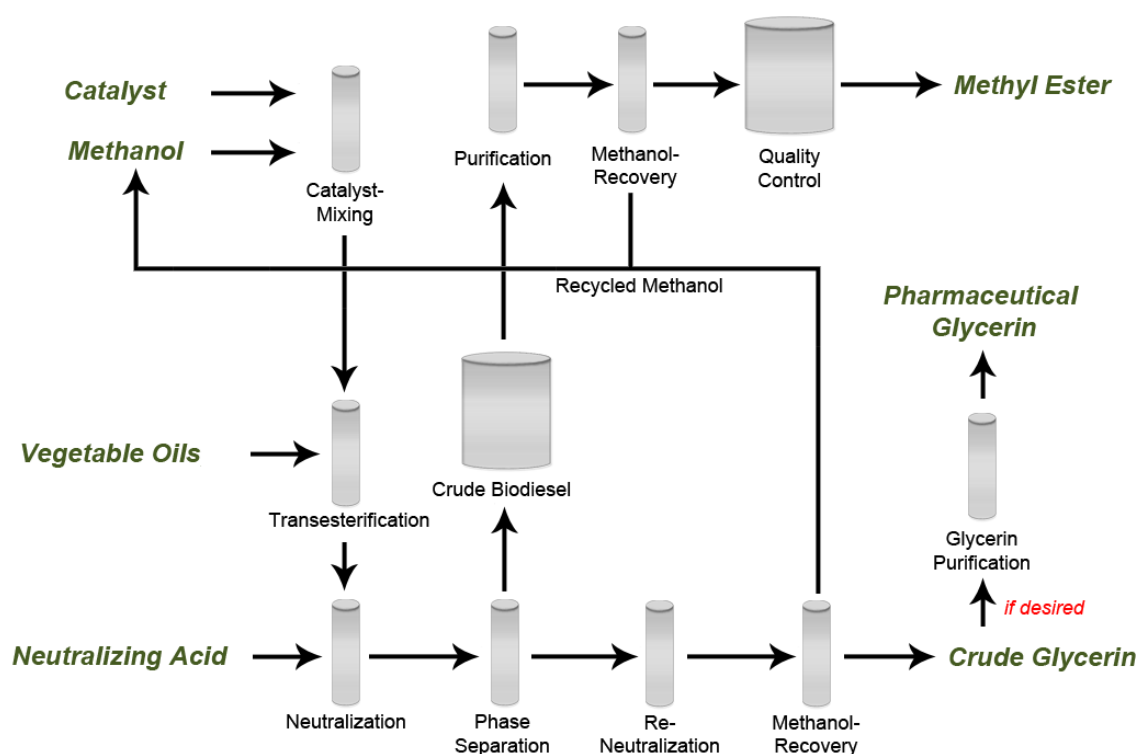 Catalyst
Methanol
Catalyst-
Mixing
Purification
Methanol-
Recovery
Quality
Control
Methyl Ester
Recycled Methanol
Pharmaceutical
Glycerin
Vegetable Oils
Transesterification
Crude Biodiesel
Glycerin
Purification
if desired
Neutralizing Acid
Neutralization
Phase
Separation
Re-
Neutralization
Methanol-
Recovery
Crude Glycerin